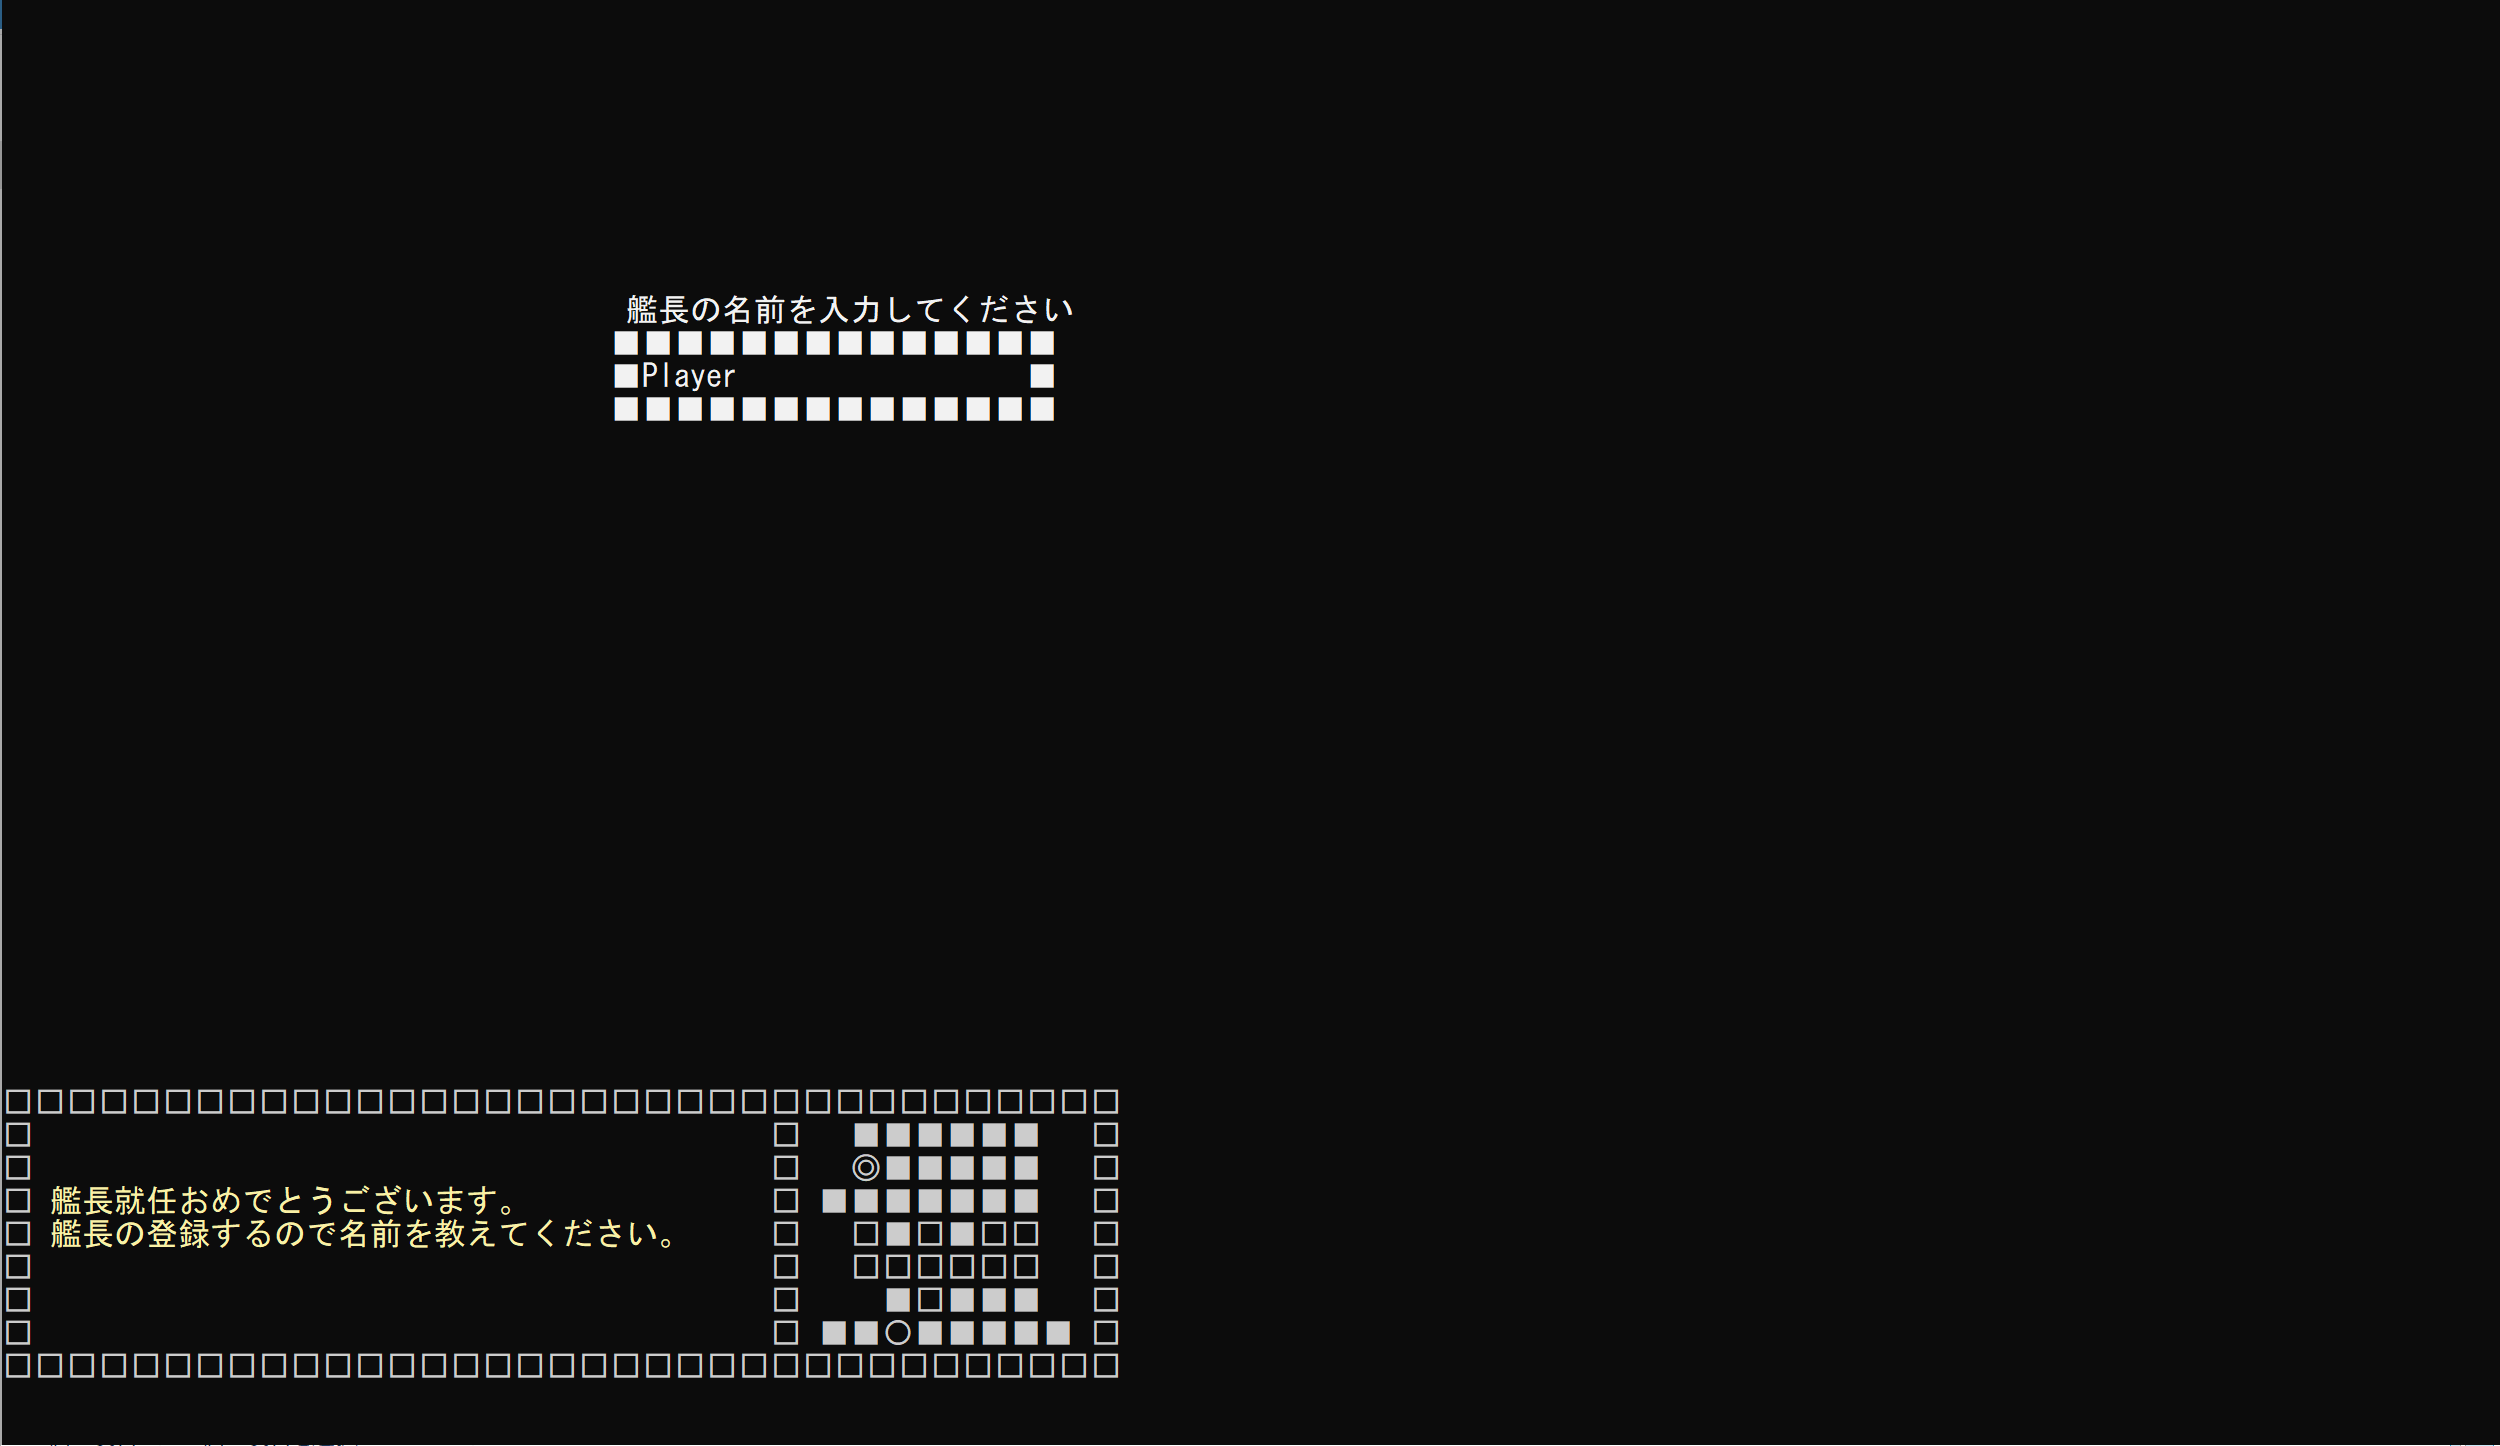 艦長の名前を入力してください
Player
艦長就任おめでとうございます。
艦長の登録するので名前を教えてください。